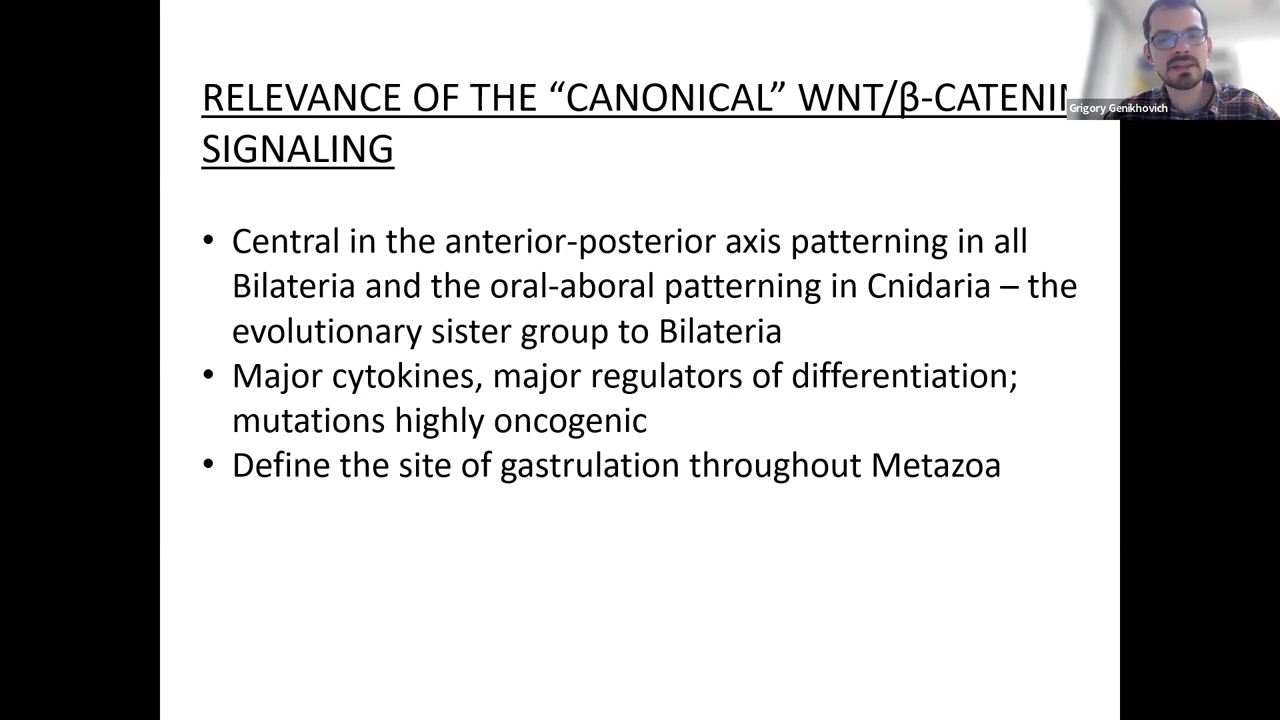 RELEVANCE OF THE “CANONICAL” WNT/β-CATENIN
SIGNALING
Grigory Genikhovich
• Central in the anterior-posterior axis patterning in all
Bilateria and the oral-aboral patterning in Cnidaria – the
evolutionary sister group to Bilateria
• Major cytokines, major regulators of differentiation;
mutations highly oncogenic
• Define the site of gastrulation throughout Metazoa